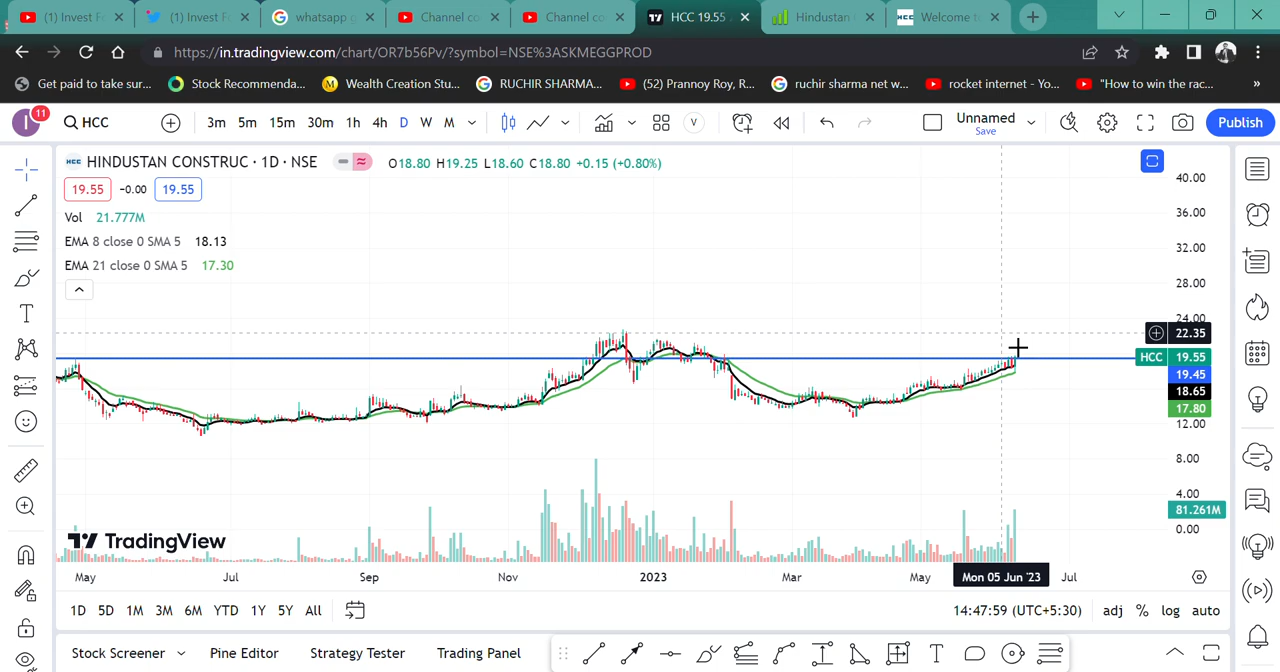 (1) Invest F
(1) Invest F
whatsapp g
Channel co
Channel co
HCC 19.55
Hindustan
Welcome t
https://in.tradingview.com/chart/OR7b56Pv/?symbol=NSE%3ASKMEGGPROD
Get paid to take sur...
Stock Recommenda...
Wealth Creation Stu...
RUCHIR SHARMA...
(52) Prannoy Roy, R...
ruchir sharma net w...
rocket internet - Yo...
"How to win the rac...
»
I
11
HCC
3m 5m 15m 30m 1h 4h D W M
V
Unnamed
Save
Publish
HCC
HINDUSTAN CONSTRUC · 1D · NSE
O18.80 H19.25 L18.60 C18.80 +0.15 (+0.80%)
19.55 −0.00 19.55
Vol 21.777M
EMA 8 close 0 SMA 5 18.13
EMA 21 close 0 SMA 5 17.30
40.00
36.00
32.00
28.00
24.00
22.35
HCC 19.55
19.45
18.65
17.80
12.00
8.00
4.00
81.261M
0.00
TradingView
May Jul Sep Nov 2023 Mar May Mon 05 Jun '23 Jul
1D 5D 1M 3M 6M YTD 1Y 5Y All
14:47:59 (UTC+5:30) adj % log auto
Stock Screener Pine Editor Strategy Tester Trading Panel
T